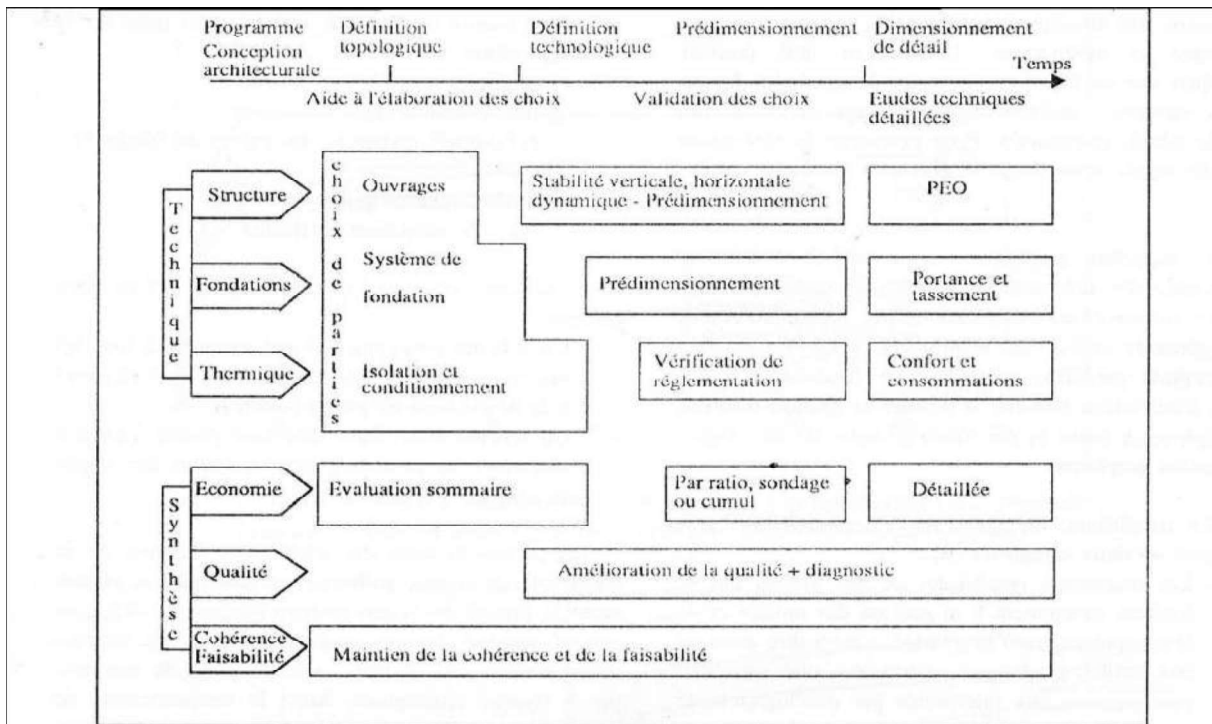 Programme
Définition
Définition
Prédimensionnement
Dimensionnement
Conception
topologique
technologique
de détail
architecturale
Temps
Aide à l'élaboration des choix
Validation des choix
Etudes techniques
détaillées
Technique
Structure
Fondations
Thermique
choix de parties
Ouvrages
Système de
fondation
Isolation et
conditionnement
Stabilité verticale, horizontale
dynamique - Prédimensionnement
PEO
Prédimensionnement
Portance et
tassement
Vérification de
réglementation
Confort et
consommations
Synthèse
Economie
Evaluation sommaire
Par ratio, sondage
ou cumul
Détaillée
Qualité
Amélioration de la qualité + diagnostic
Cohérence
Faisabilité
Maintien de la cohérence et de la faisabilité